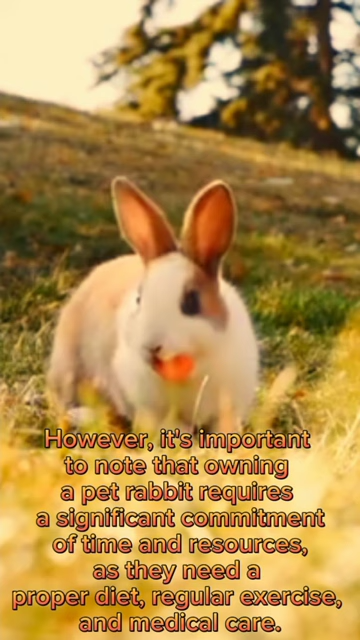 However, it's important
to note that owning
a pet rabbit requires
a significant commitment
of time and resources,
as they need a
proper diet, regular exercise,
and medical care.